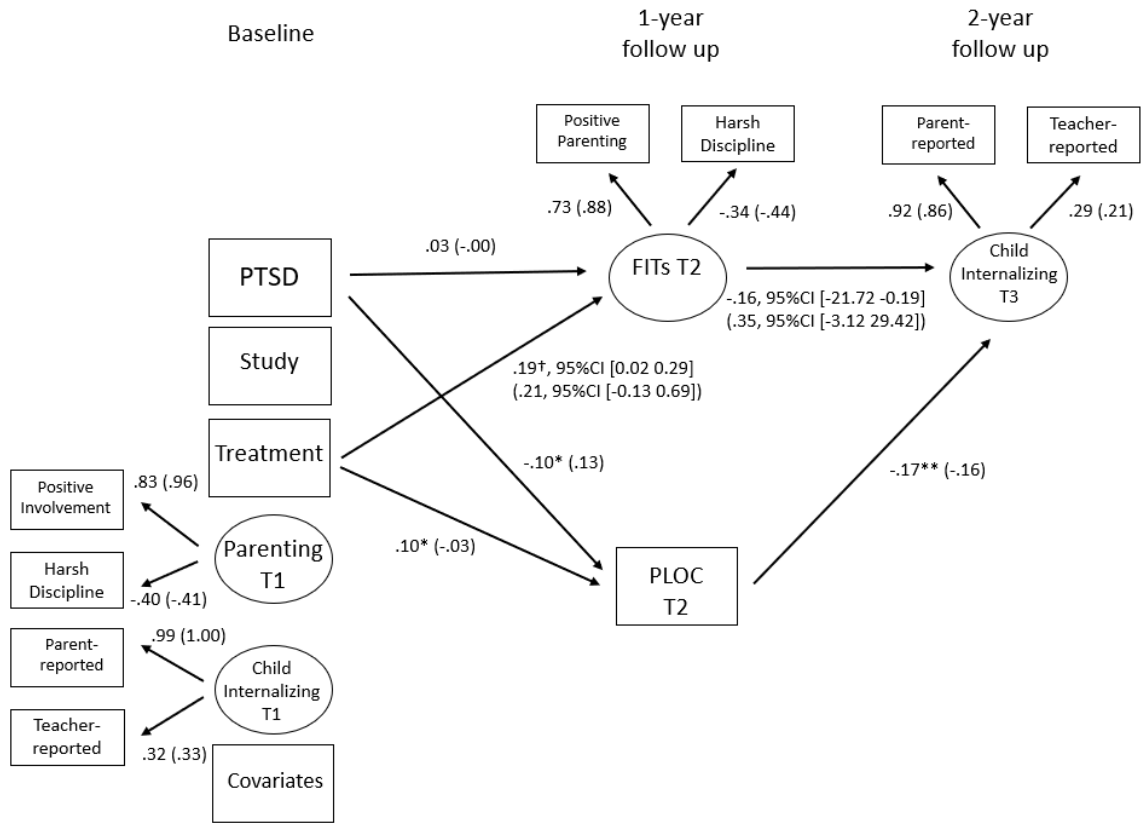 Baseline
1-year
follow up
2-year
follow up
Positive
Parenting
Harsh
Discipline
Parent-
reported
Teacher-
reported
.73 (.88)
-.34 (-.44)
.92 (.86)
.29 (.21)
PTSD
.03 (-.00)
FITs T2
Child
Internalizing
T3
-.16, 95%CI [-21.72 -0.19]
(.35, 95%CI [-3.12 29.42])
Study
.19†, 95%CI [0.02 0.29]
(.21, 95%CI [-0.13 0.69])
Treatment
-.10* (.13)
-.17** (-.16)
Positive
Involvement
.83 (.96)
Parenting
T1
.10* (-.03)
PLOC
T2
Harsh
Discipline
-.40 (-.41)
Parent-
reported
.99 (1.00)
Child
Internalizing
T1
Teacher-
reported
.32 (.33)
Covariates